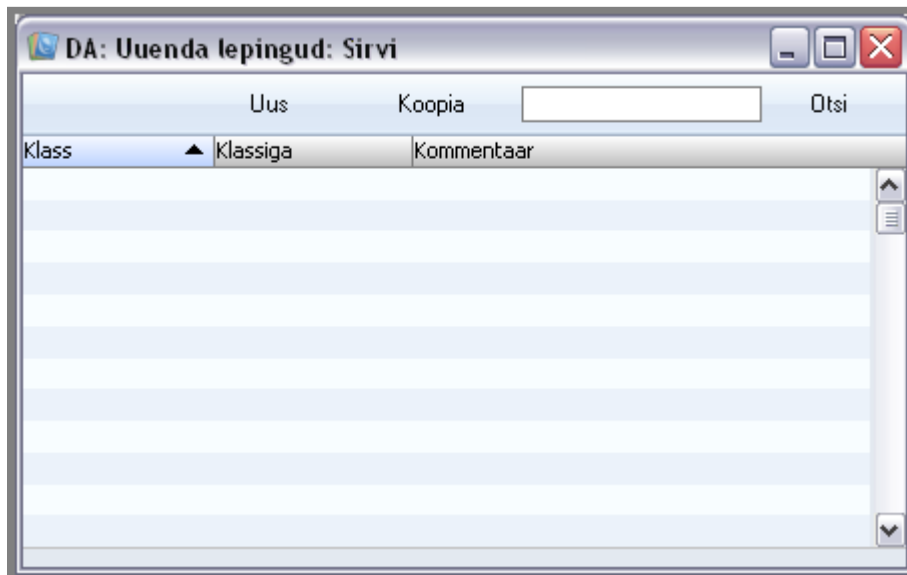 DA: Uuenda lepingud: Sirvi
Uus Koopia Otsi
Klass Klassiga Kommentaar